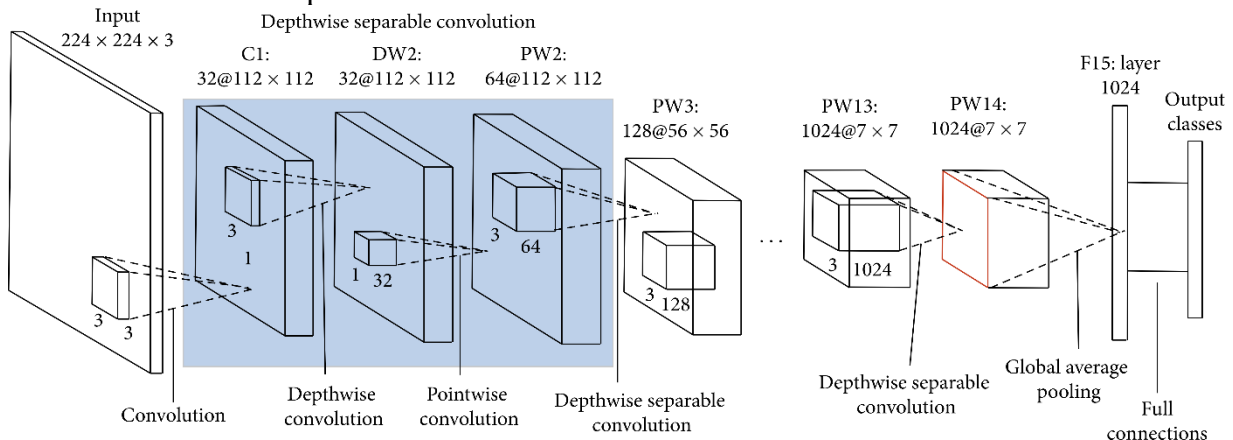 Input
224 × 224 × 3
Depthwise separable convolution
C1:
32@112 × 112
DW2:
32@112 × 112
PW2:
64@112 × 112
PW3:
128@56 × 56
PW13:
1024@7 × 7
PW14:
1024@7 × 7
F15: layer
1024
Output
classes
3
3
3
1
1
32
3
64
3
128
...
3
1024
Convolution
Depthwise
convolution
Pointwise
convolution
Depthwise separable
convolution
Depthwise separable
convolution
Global average
pooling
Full
connections